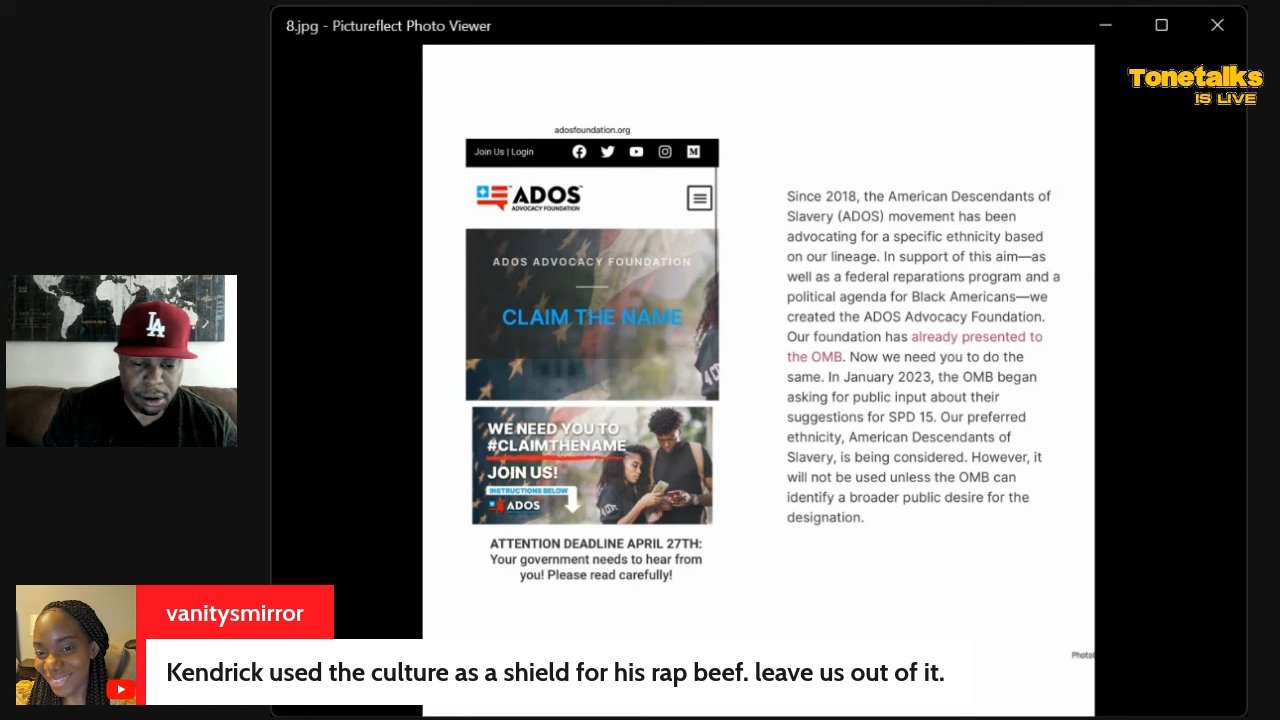 8.jpg - Pictureflect Photo Viewer
Tonetalks
IS LIVE
adosfoundation.org
Join Us | Login
ADOS
ADVOCACY FOUNDATION
ADOS ADVOCACY FOUNDATION
CLAIM THE NAME
WE NEED YOU TO
#CLAIMTHENAME
JOIN US!
INSTRUCTIONS BELOW
ADOS
ATTENTION DEADLINE APRIL 27TH:
Your government needs to hear from
you! Please read carefully!
Since 2018, the American Descendants of
Slavery (ADOS) movement has been
advocating for a specific ethnicity based
on our lineage. In support of this aim—as
well as a federal reparations program and a
political agenda for Black Americans—we
created the ADOS Advocacy Foundation.
Our foundation has already presented to
the OMB. Now we need you to do the
same. In January 2023, the OMB began
asking for public input about their
suggestions for SPD 15. Our preferred
ethnicity, American Descendants of
Slavery, is being considered. However, it
will not be used unless the OMB can
identify a broader public desire for the
designation.
LA
vanitysmirror
Kendrick used the culture as a shield for his rap beef. leave us out of it.